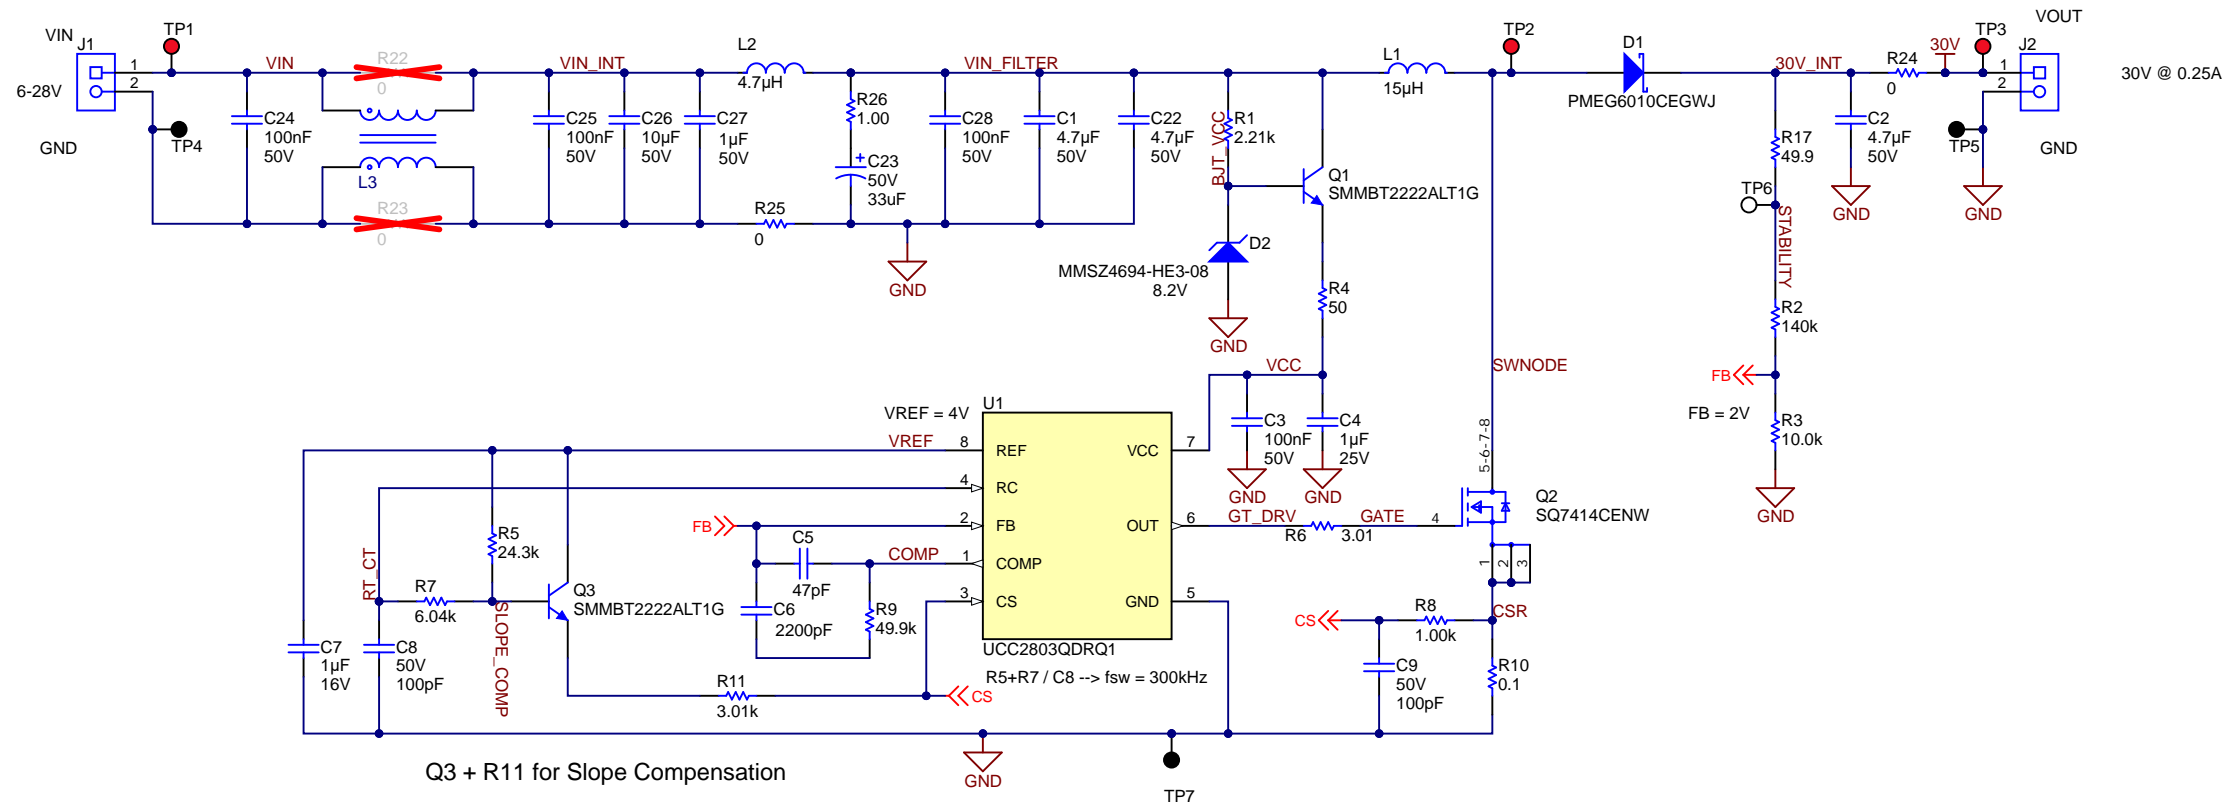 VIN
J1
1
2
6-28V
GND
TP1
TP4
VIN
C24
100nF
50V
R22
0
L3
R23
0
VIN_INT
C25
100nF
50V
C26
10µF
50V
C27
1µF
50V
L2
4.7µH
R25
0
R26
1.00
C23
50V
33uF
+
GND
VIN_FILTER
C28
100nF
50V
C1
4.7µF
50V
C22
4.7µF
50V
BJT_VCC
R1
2.21k
D2
MMSZ4694-HE3-08
8.2V
GND
Q1
SMMBT2222ALT1G
R4
50
L1
15µH
TP2
D1
PMEG6010CEGWJ
30V_INT
R17
49.9
TP6
STABILITY
R2
140k
FB
FB = 2V
R3
10.0k
GND
C2
4.7µF
50V
GND
R24
0
30V
TP3
TP5
GND
VOUT
J2
1
2
GND
30V @ 0.25A
VCC
C3
100nF
50V
GND
C4
1µF
25V
GND
SWNODE
U1
VREF = 4V
VREF
8
REF
4
RC
2
FB
1
COMP
3
CS
VCC
7
OUT
6
GND
5
UCC2803QDRQ1
R5+R7 / C8 --> fsw = 300kHz
FB
C5
47pF
COMP
C6
2200pF
R9
49.9k
R5
24.3k
RT_CT
R7
6.04k
SLOPE_COMP
Q3
SMMBT2222ALT1G
C7
1µF
16V
C8
50V
100pF
R11
3.01k
CS
GT_DRV
R6
3.01
GATE
4
5-6-7-8
Q2
SQ7414CENW
1
2
3
CS
R8
1.00k
CSR
C9
50V
100pF
R10
0.1
Q3 + R11 for Slope Compensation
GND
TP7